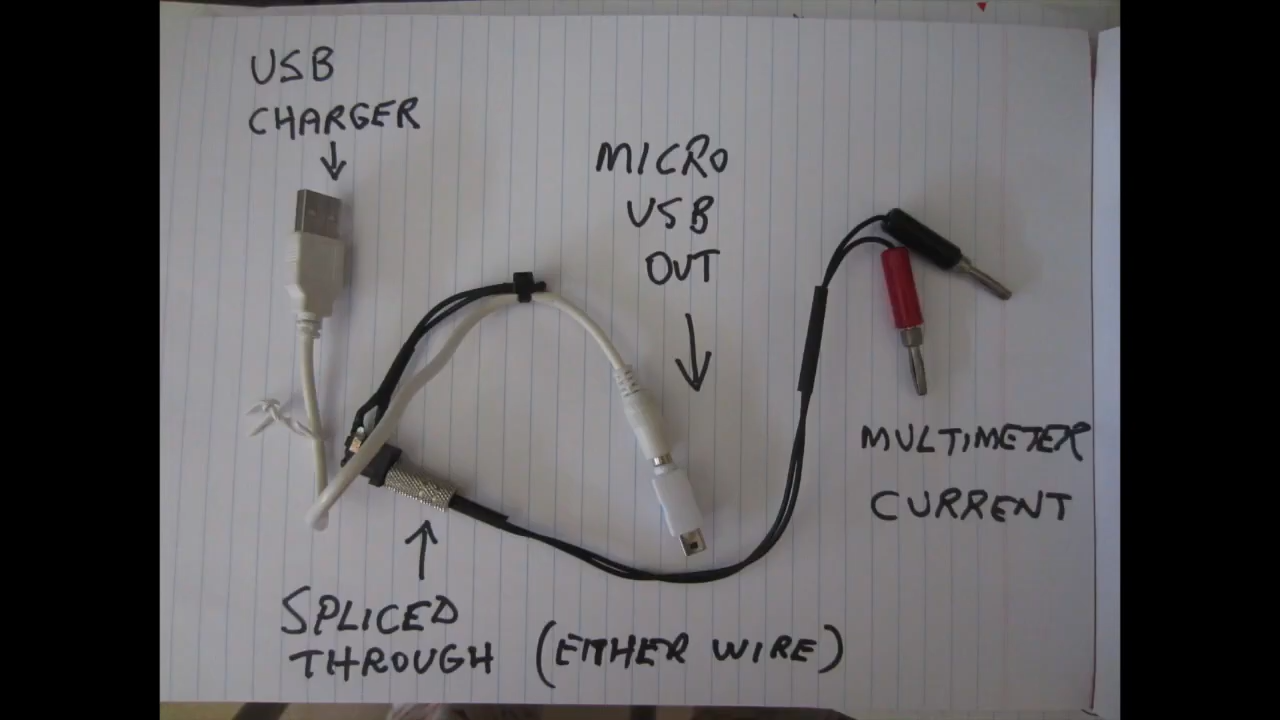 USB
CHARGER
MICRO
USB
OUT
MULTIMETER
CURRENT
SPLICED
THROUGH (EITHER WIRE)